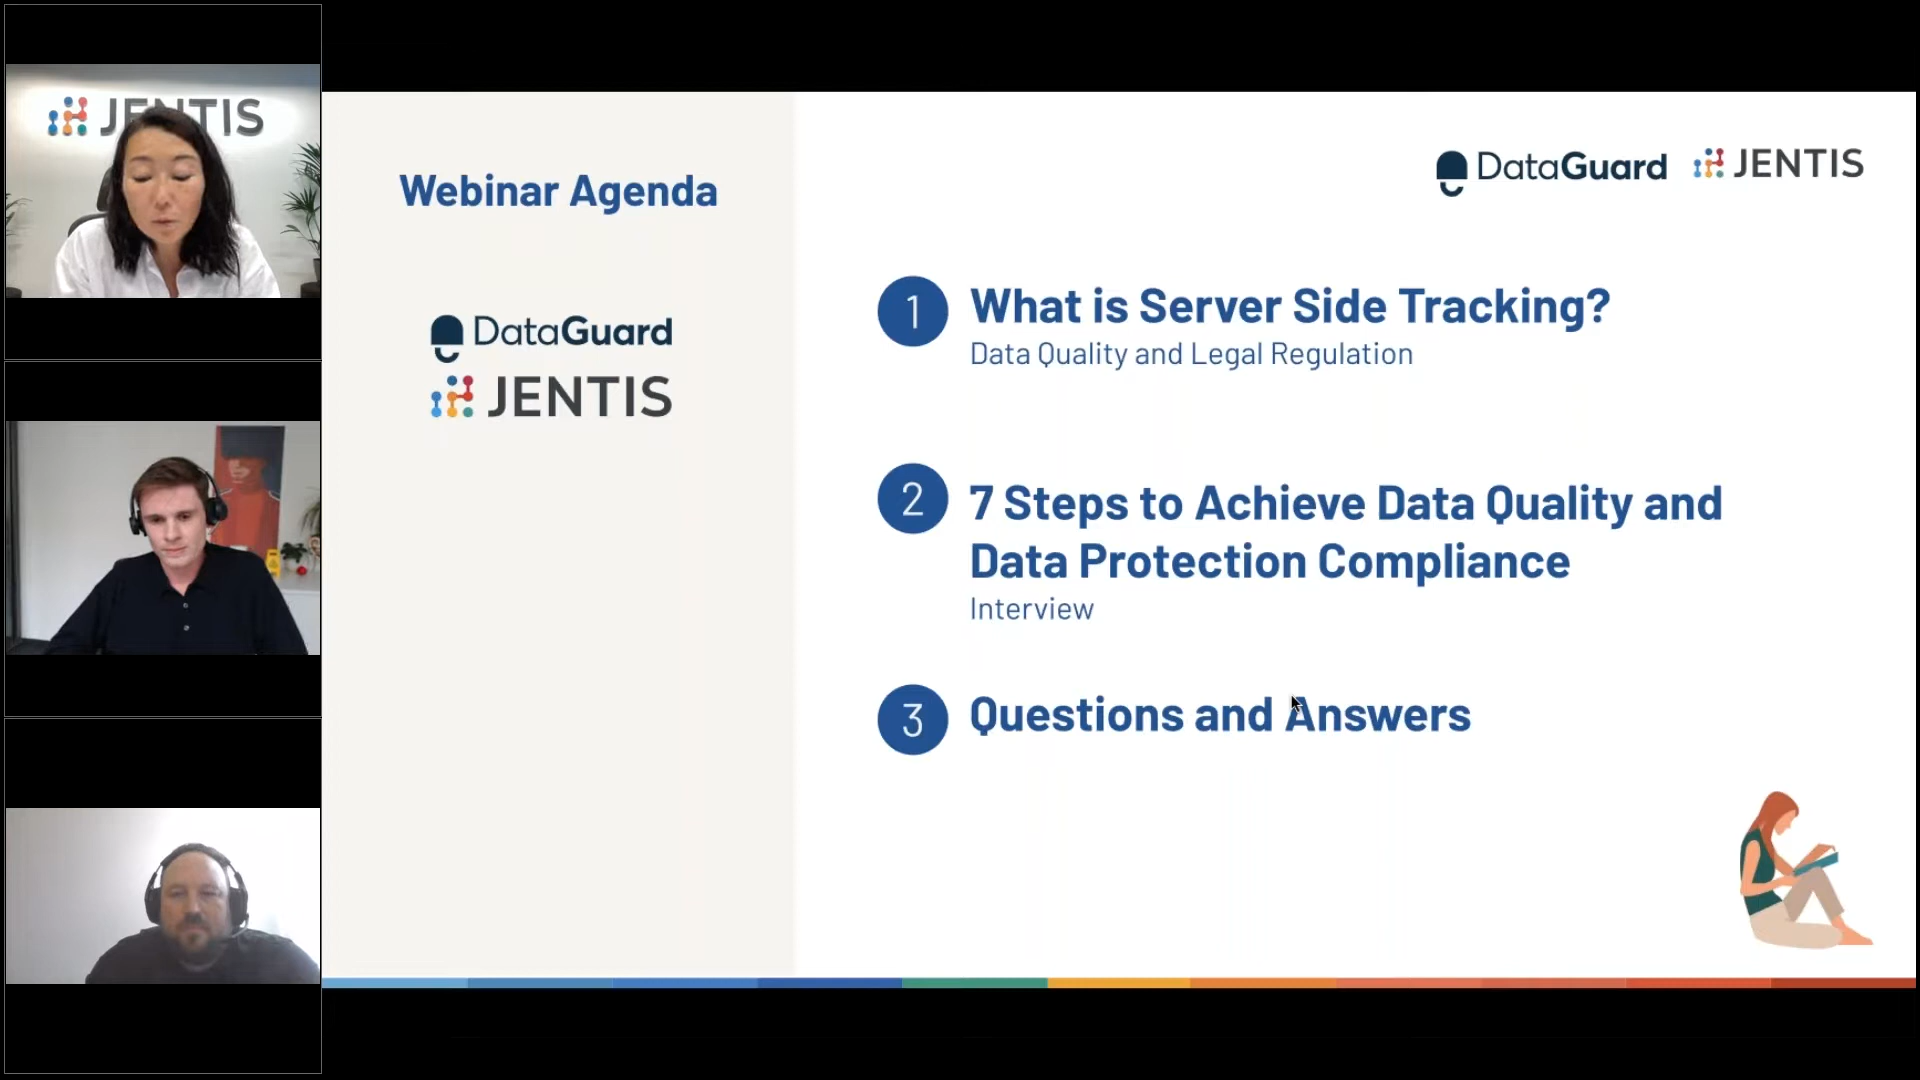 JENTIS
Webinar Agenda
DataGuard
JENTIS
DataGuard JENTIS
1 What is Server Side Tracking?
Data Quality and Legal Regulation
2 7 Steps to Achieve Data Quality and
Data Protection Compliance
Interview
3 Questions and Answers